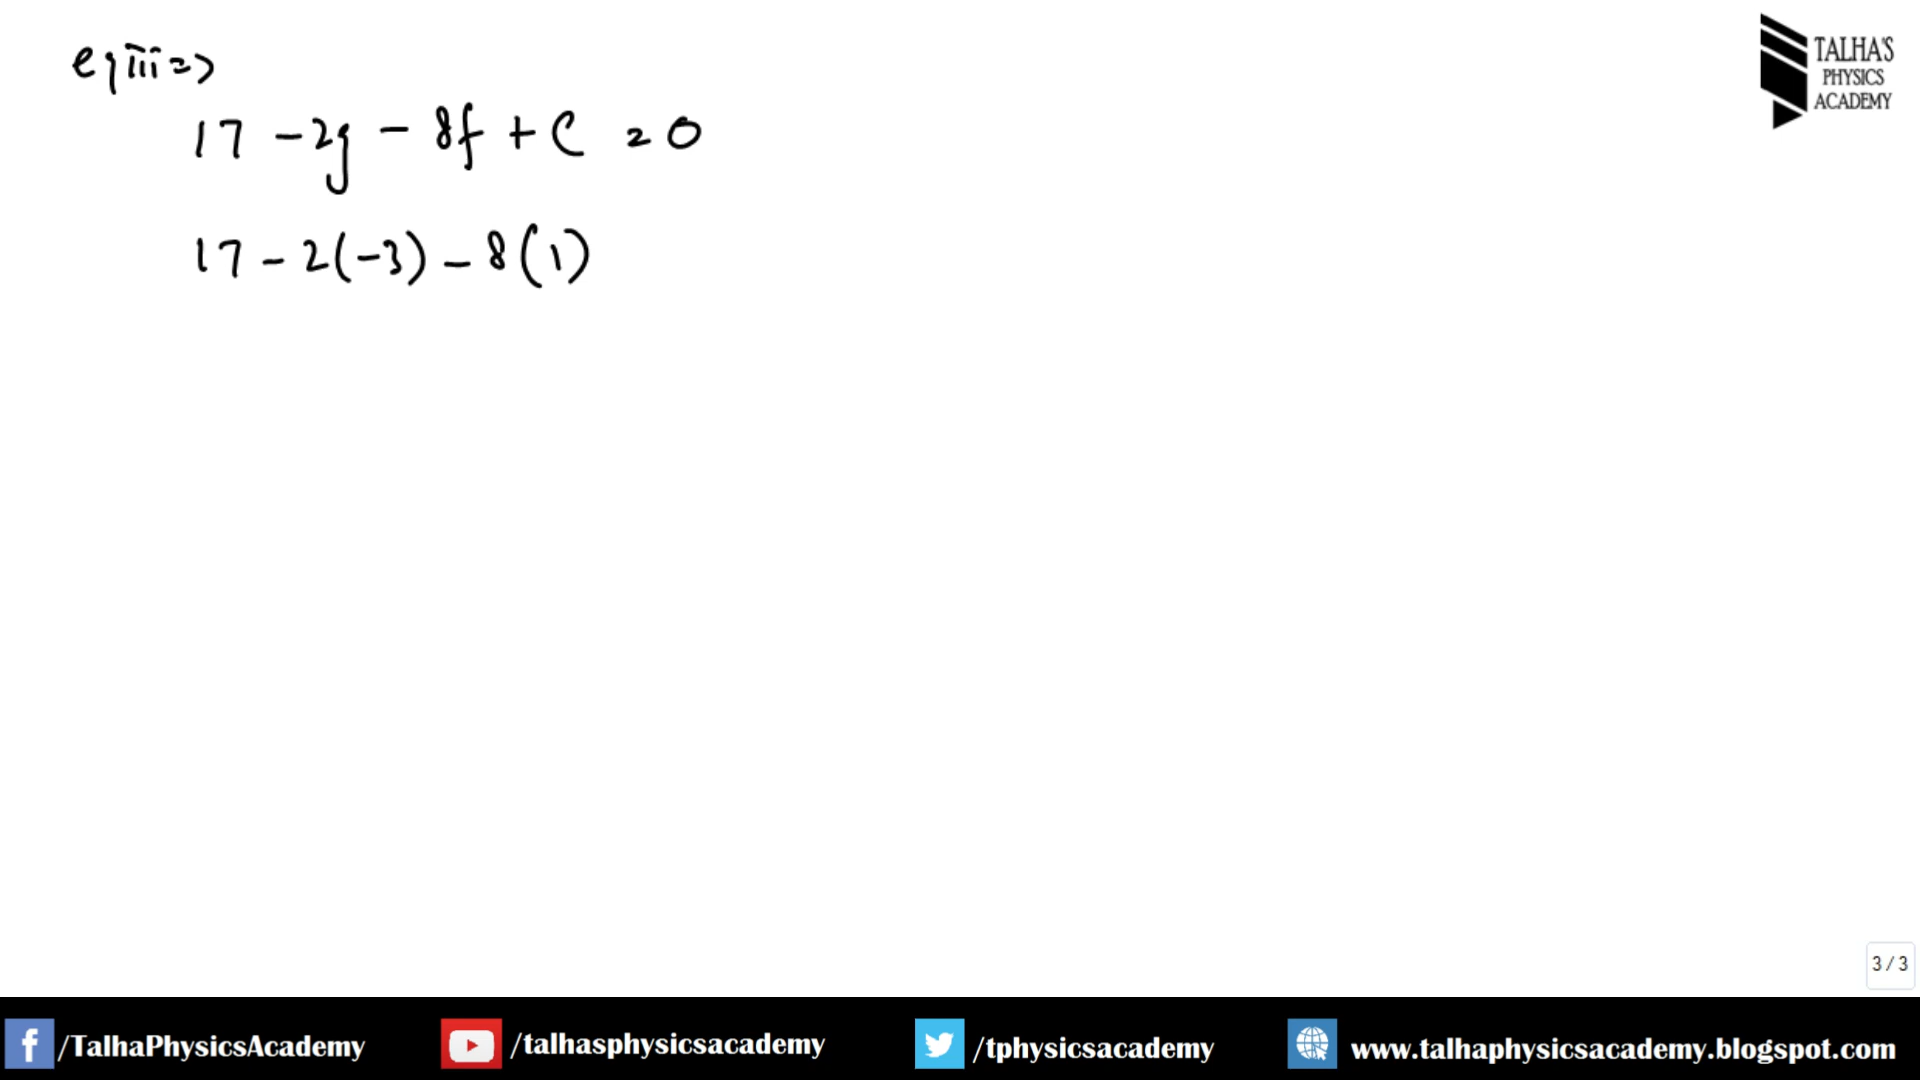 eq iii =>
17 - 2g - 8f + C = 0
17 - 2(-3) - 8(1)
TALHA'S
PHYSICS
ACADEMY
3 / 3
/TalhaPhysicsAcademy
/talhasphysicsacademy
/tphysicsacademy
www.talhaphysicsacademy.blogspot.com